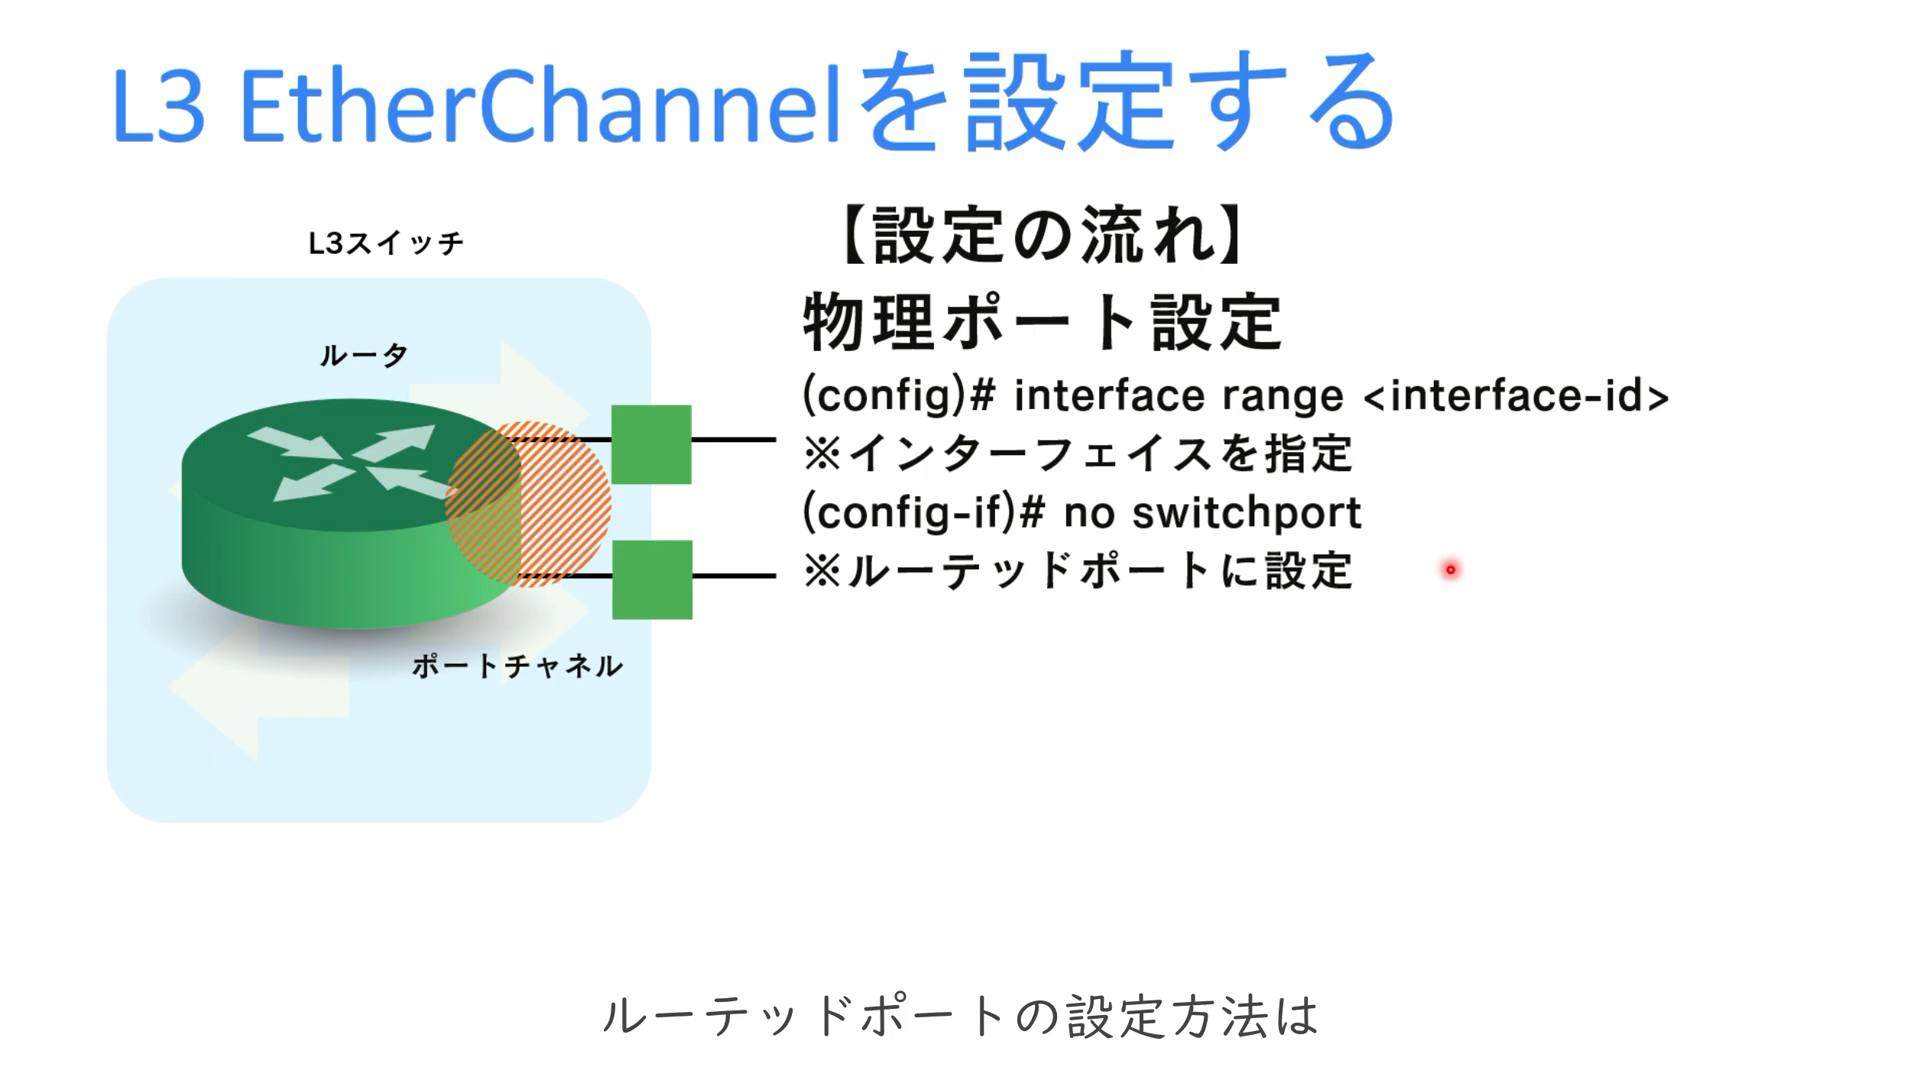 L3 EtherChannelを設定する
L3スイッチ
ルータ
ポートチャネル
【設定の流れ】
物理ポート設定
(config)# interface range <interface-id>
※インターフェイスを指定
(config-if)# no switchport
※ルーテッドポートに設定
ルーテッドポートの設定方法は